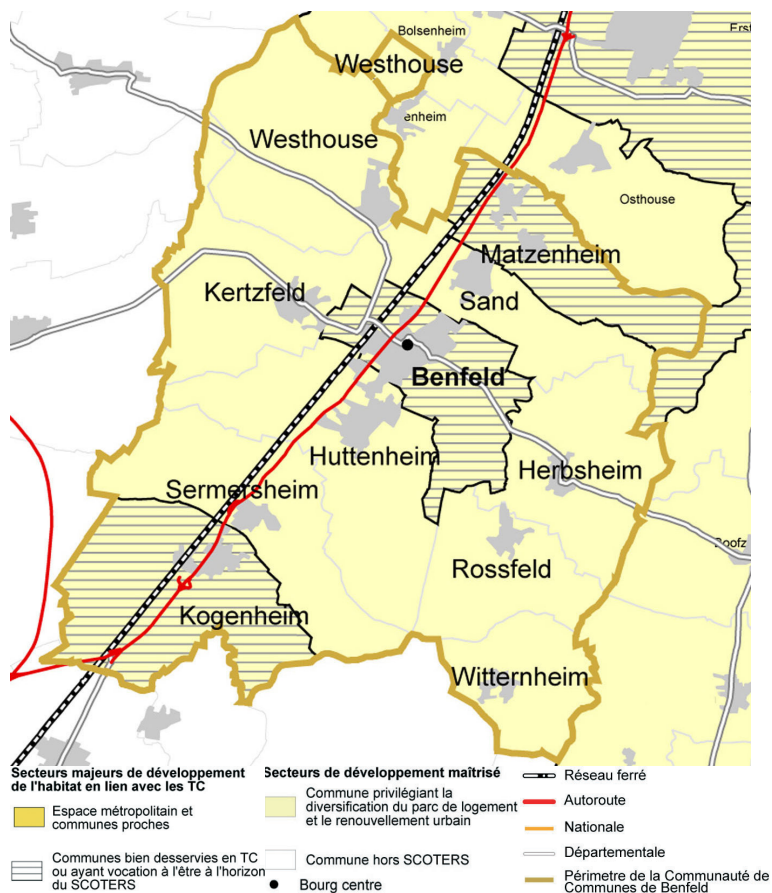 Bolsenheim
Erst
Westhouse
enheim
Westhouse
Osthouse
Matzenheim
Kertzfeld
Sand
Benfeld
Huttenheim
Herbsheim
Sermersheim
Boofz
Rossfeld
Kogenheim
Witternheim
Secteurs majeurs de développement
de l'habitat en lien avec les TC
Espace métropolitain et
communes proches
Communes bien desservies en TC
ou ayant vocation à l'être à l'horizon
du SCOTERS
Secteurs de développement maîtrisé
Commune privilégiant la
diversification du parc de logement
et le renouvellement urbain
Commune hors SCOTERS
Bourg centre
Réseau ferré
Autoroute
Nationale
Départementale
Périmetre de la Communauté de
Communes de Benfeld